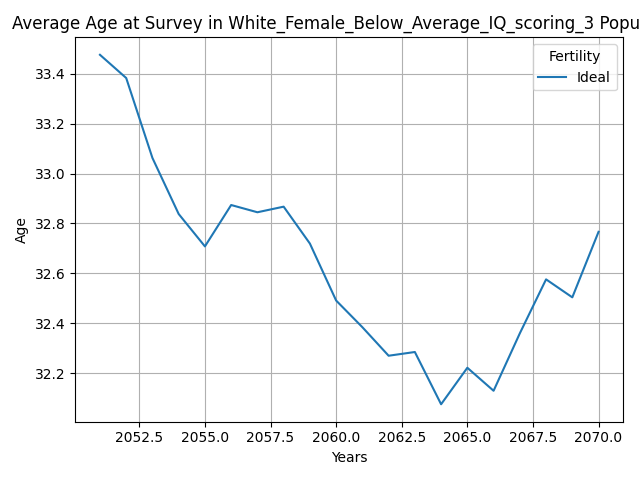 Average Age at Survey in White_Female_Below_Average_IQ_scoring_3 Popu
Fertility
Ideal
33.4
33.2
33.0
32.8
32.6
32.4
32.2
Age
2052.5 2055.0 2057.5 2060.0 2062.5 2065.0 2067.5 2070.0
Years